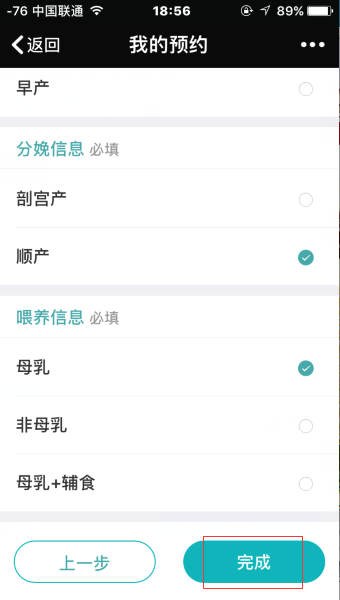 -76 中国联通 18:56 89%
返回 我的预约
早产
分娩信息 必填
剖宫产
顺产
喂养信息 必填
母乳
非母乳
母乳+辅食
上一步 完成